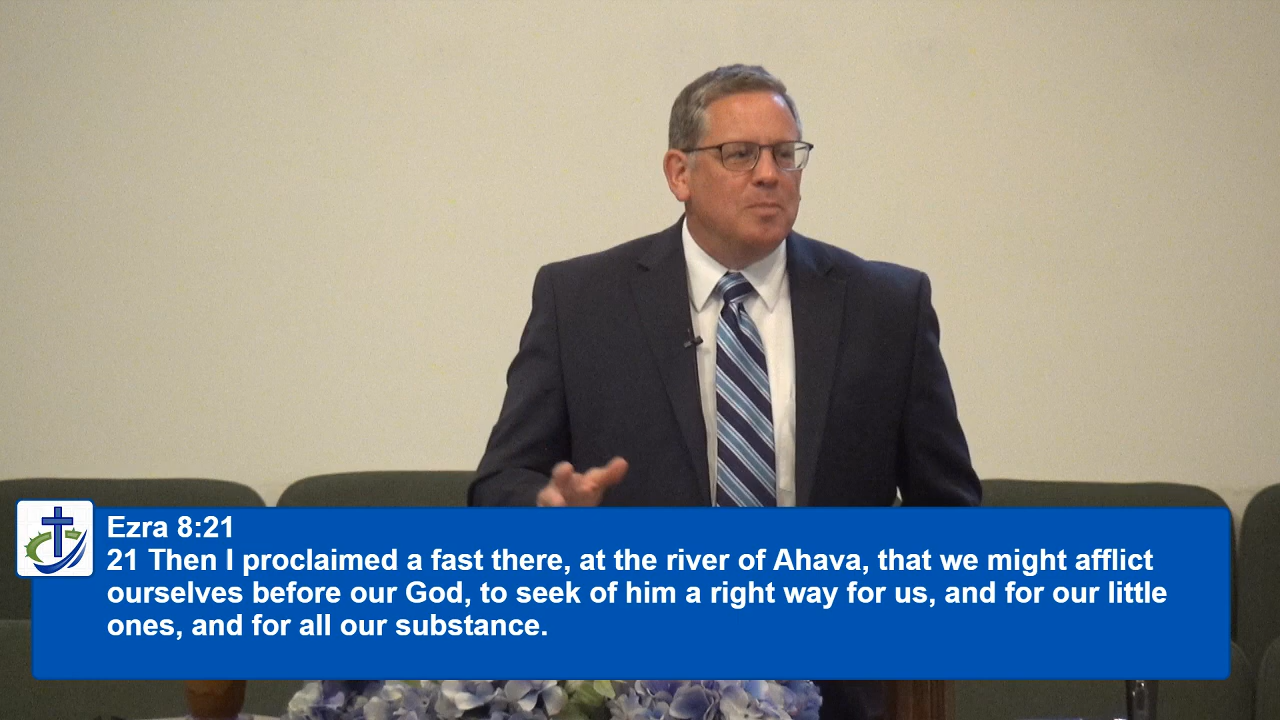 Ezra 8:21
21 Then I proclaimed a fast there, at the river of Ahava, that we might afflict
ourselves before our God, to seek of him a right way for us, and for our little
ones, and for all our substance.